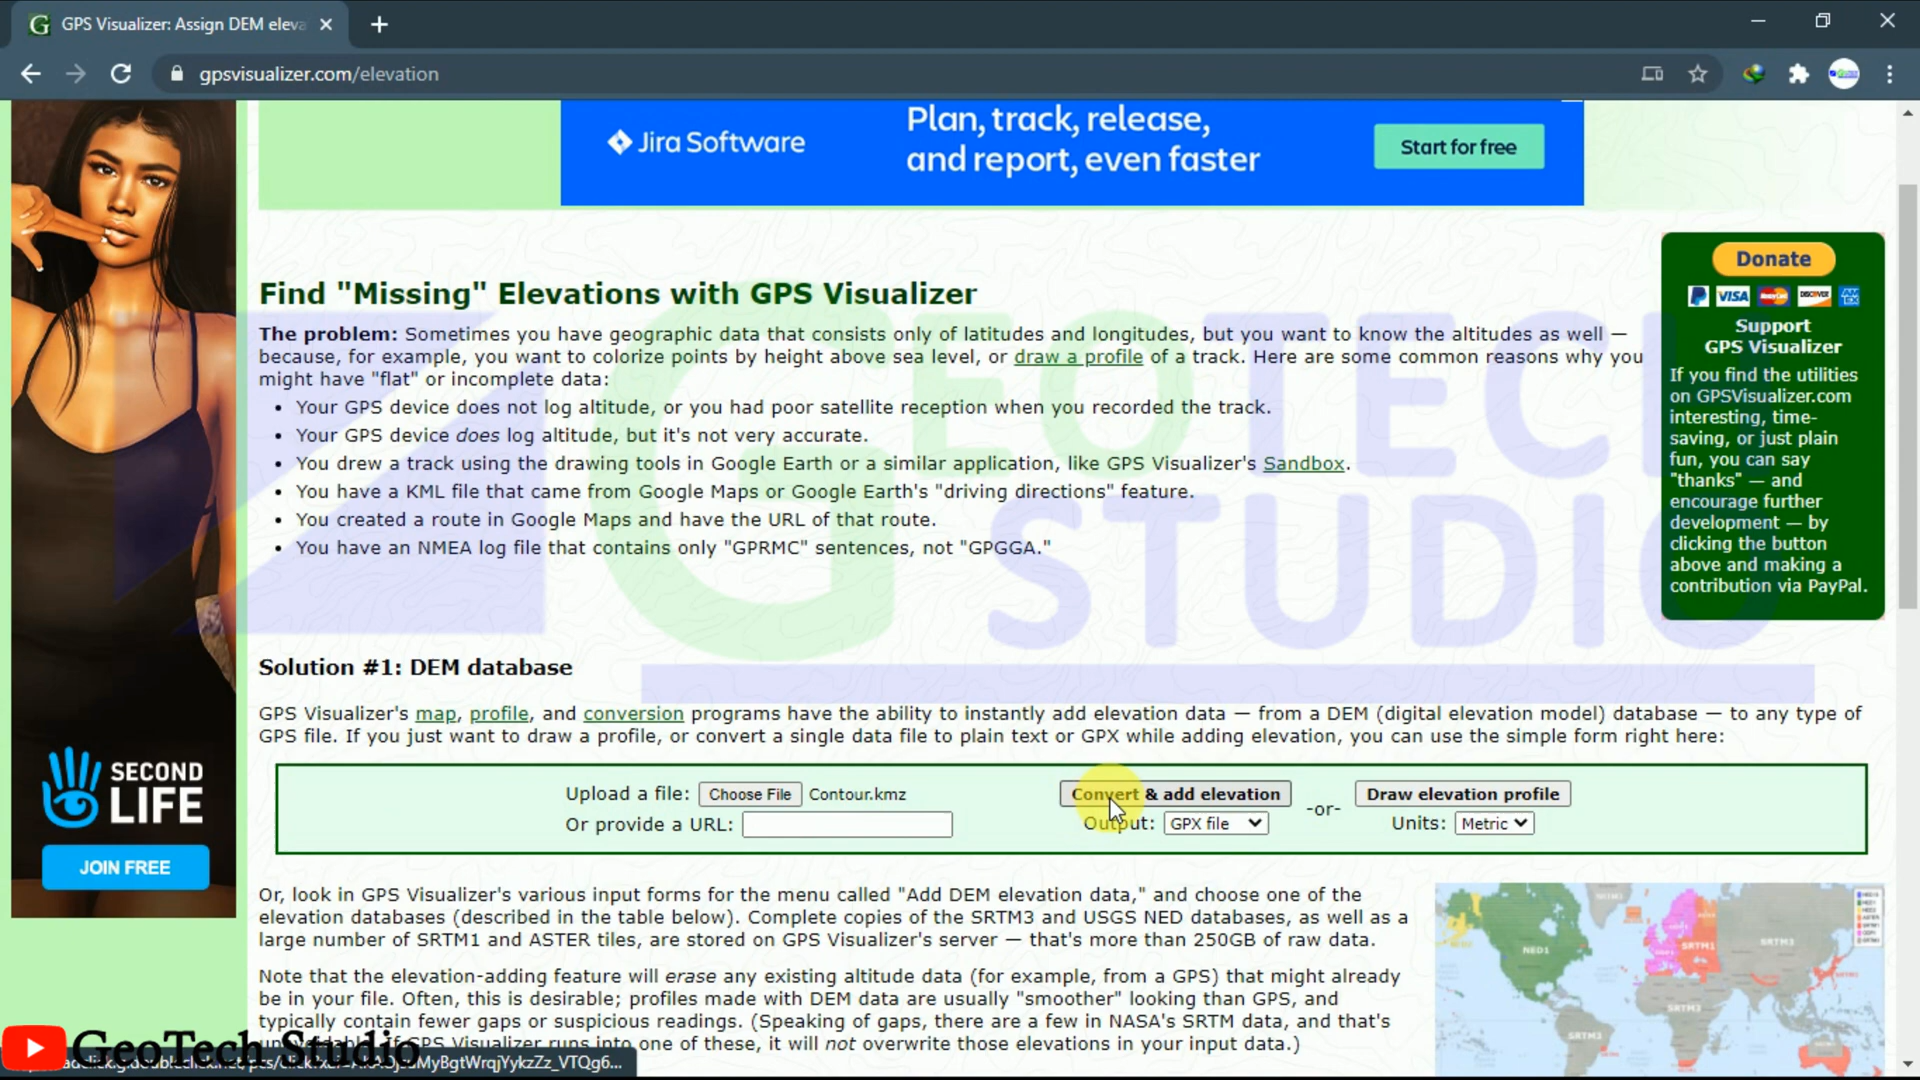 GPS Visualizer: Assign DEM eleva
gpsvisualizer.com/elevation
Jira Software
Plan, track, release,
and report, even faster
Start for free
Find "Missing" Elevations with GPS Visualizer
The problem: Sometimes you have geographic data that consists only of latitudes and longitudes, but you want to know the altitudes as well —
because, for example, you want to colorize points by height above sea level, or draw a profile of a track. Here are some common reasons why you
might have "flat" or incomplete data:
• Your GPS device does not log altitude, or you had poor satellite reception when you recorded the track.
• Your GPS device does log altitude, but it's not very accurate.
• You drew a track using the drawing tools in Google Earth or a similar application, like GPS Visualizer's Sandbox.
• You have a KML file that came from Google Maps or Google Earth's "driving directions" feature.
• You created a route in Google Maps and have the URL of that route.
• You have an NMEA log file that contains only "GPRMC" sentences, not "GPGGA."
Donate
VISA
DISCOVER
Support
GPS Visualizer
If you find the utilities
on GPSVisualizer.com
interesting, time-
saving, or just plain
fun, you can say
"thanks" — and
encourage further
development — by
clicking the button
above and making a
contribution via PayPal.
GEOTECH
STUDIO
Solution #1: DEM database
GPS Visualizer's map, profile, and conversion programs have the ability to instantly add elevation data — from a DEM (digital elevation model) database — to any type of
GPS file. If you just want to draw a profile, or convert a single data file to plain text or GPX while adding elevation, you can use the simple form right here:
Upload a file: Choose File Contour.kmz
Or provide a URL:
Convert & add elevation
Output: GPX file
-or-
Draw elevation profile
Units: Metric
SECOND
LIFE
JOIN FREE
Or, look in GPS Visualizer's various input forms for the menu called "Add DEM elevation data," and choose one of the
elevation databases (described in the table below). Complete copies of the SRTM3 and USGS NED databases, as well as a
large number of SRTM1 and ASTER tiles, are stored on GPS Visualizer's server — that's more than 250GB of raw data.
Note that the elevation-adding feature will erase any existing altitude data (for example, from a GPS) that might already
be in your file. Often, this is desirable; profiles made with DEM data are usually "smoother" looking than GPS, and
typically contain fewer gaps or suspicious readings. (Speaking of gaps, there are a few in NASA's SRTM data, and that's
If GPS Visualizer runs into one of these, it will not overwrite those elevations in your input data.)
NED1
SRTM1
SRTM3
SRTM3
SRTM3
GeoTech Studio